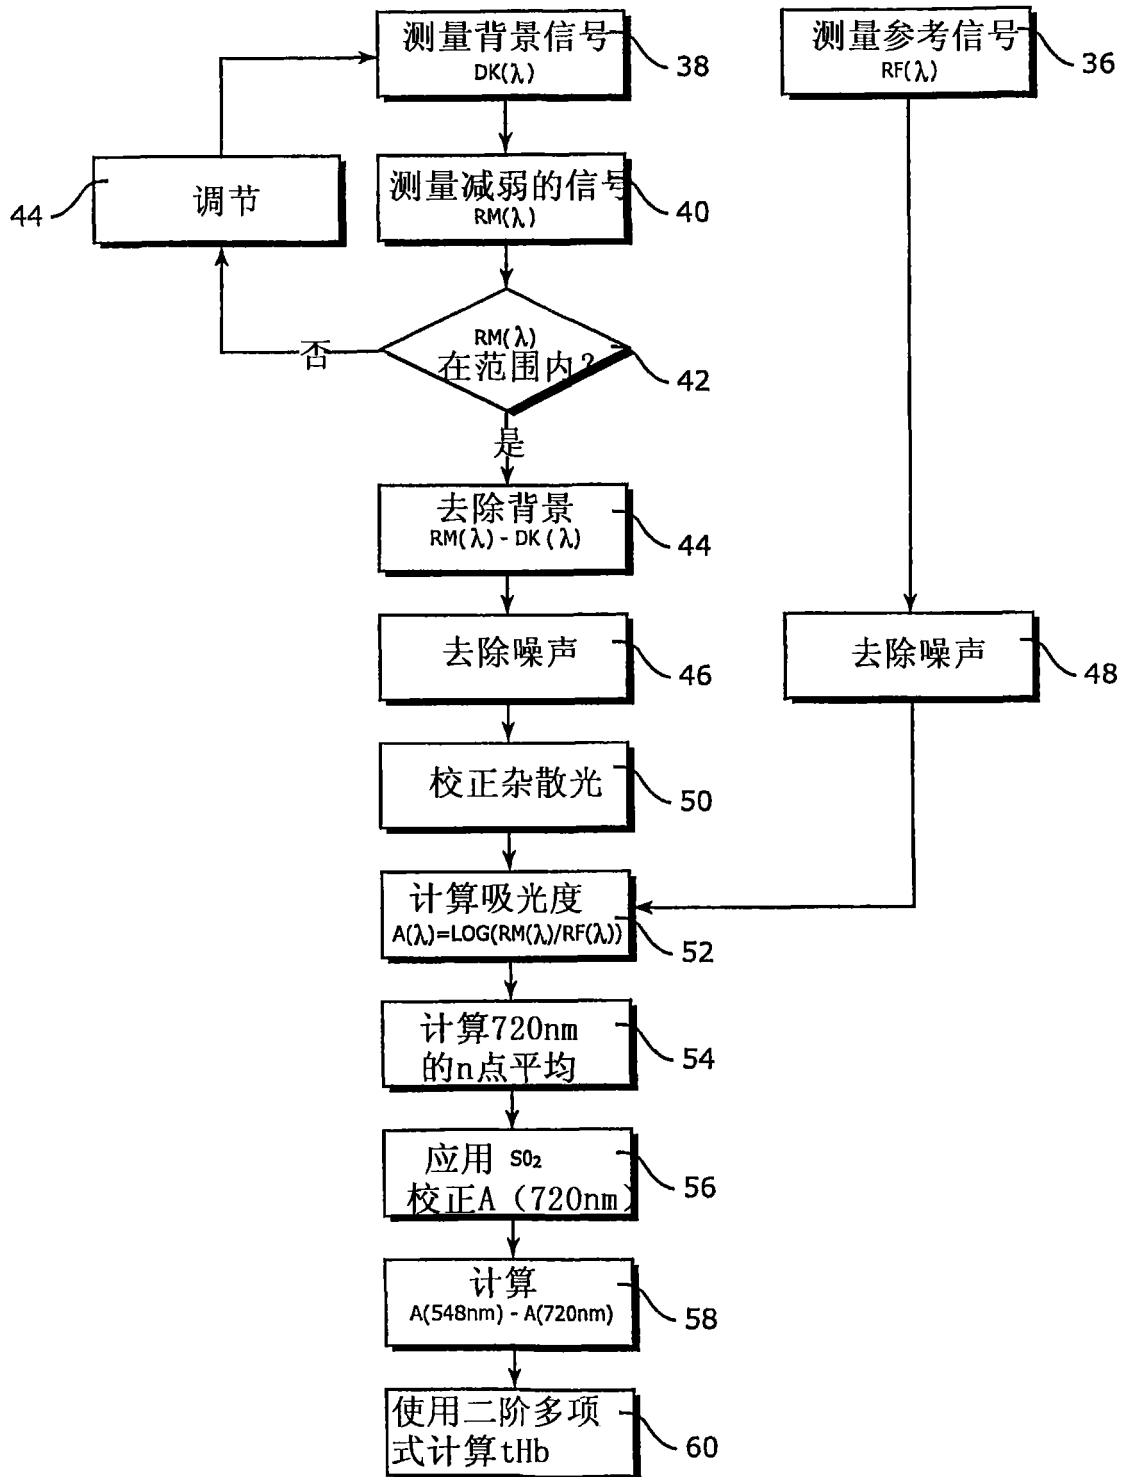 测量背景信号
DK(λ)
38
测量参考信号
RF(λ)
36
调节
44
测量减弱的信号
RM(λ)
40
RM(λ)
在范围内?
42
否
是
去除背景
RM(λ) - DK(λ)
44
去除噪声
46
去除噪声
48
校正杂散光
50
计算吸光度
A(λ)=LOG(RM(λ)/RF(λ))
52
计算720nm
的n点平均
54
应用 SO₂
校正A（720nm）
56
计算
A(548nm) - A(720nm)
58
使用二阶多项
式计算tHb
60